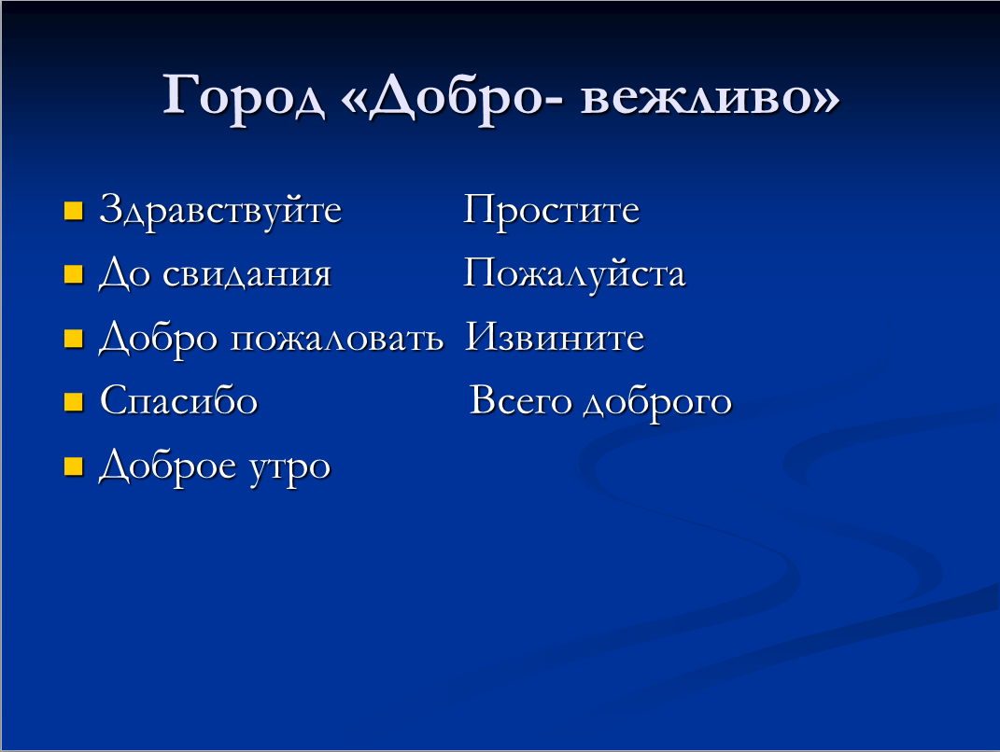 Город «Добро- вежливо»
Здравствуйте Простите
До свидания Пожалуйста
Добро пожаловать Извините
Спасибо Всего доброго
Доброе утро